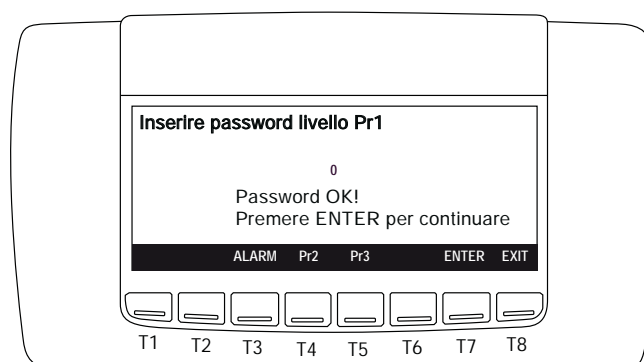 Inserire password livello Pr1
0
Password OK!
Premere ENTER per continuare
ALARM Pr2 Pr3 ENTER EXIT
T1 T2 T3 T4 T5 T6 T7 T8